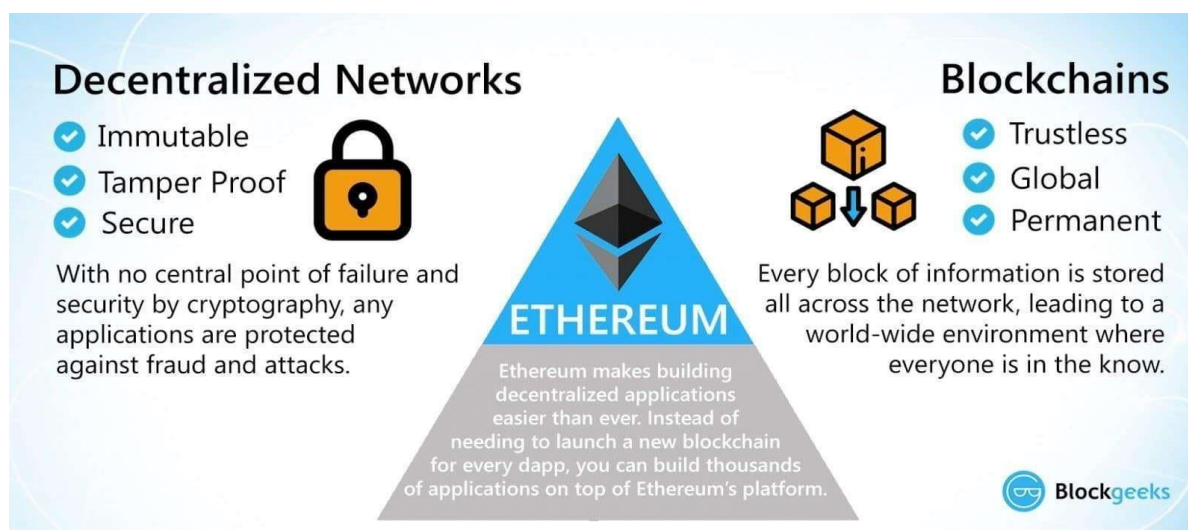 Decentralized Networks
Immutable
Tamper Proof
Secure
With no central point of failure and
security by cryptography, any
applications are protected
against fraud and attacks.
ETHEREUM
Ethereum makes building
decentralized applications
easier than ever. Instead of
needing to launch a new blockchain
for every dapp, you can build thousands
of applications on top of Ethereum's platform.
Blockchains
Trustless
Global
Permanent
Every block of information is stored
all across the network, leading to a
world-wide environment where
everyone is in the know.
Blockgeeks